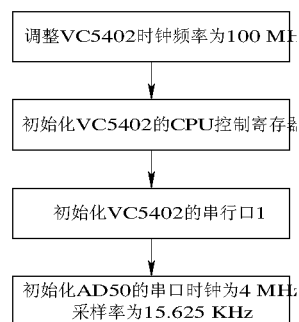 调整VC5402时钟频率为100 MH
初始化VC5402的CPU控制寄存器
初始化VC5402的串行口1
初始化AD50的串口时钟为4 MHz
采样率为15.625 KHz